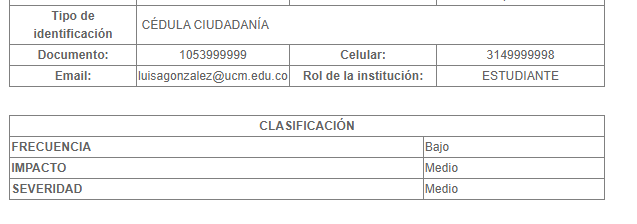 Tipo de
identificación
CÉDULA CIUDADANÍA
Documento: 1053999999 Celular: 3149999998
Email: luisagonzalez@ucm.edu.co Rol de la institución: ESTUDIANTE
CLASIFICACIÓN
FRECUENCIA Bajo
IMPACTO Medio
SEVERIDAD Medio